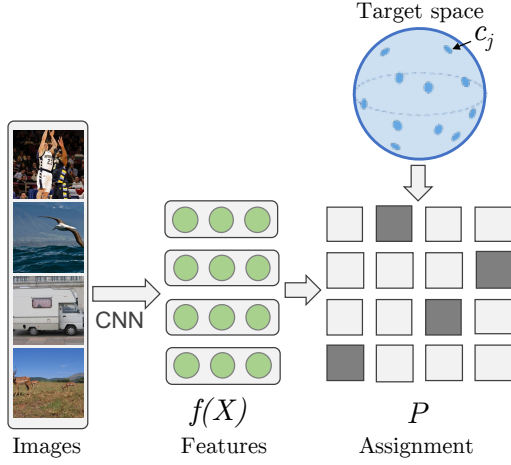 Target space
c_j
CNN
f(X)
P
Images
Features
Assignment